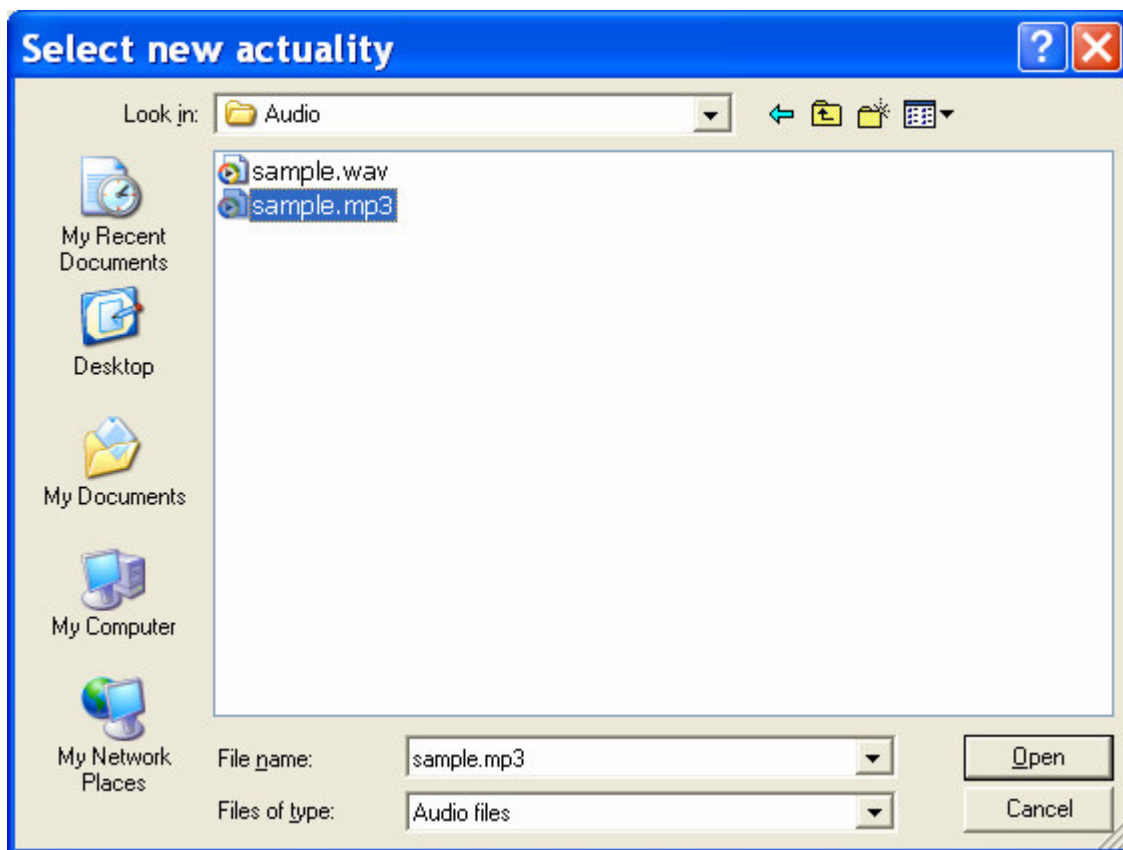 Select new actuality
Look in:
Audio
sample.wav
sample.mp3
My Recent
Documents
Desktop
My Documents
My Computer
My Network
Places
File name:
sample.mp3
Open
Files of type:
Audio files
Cancel